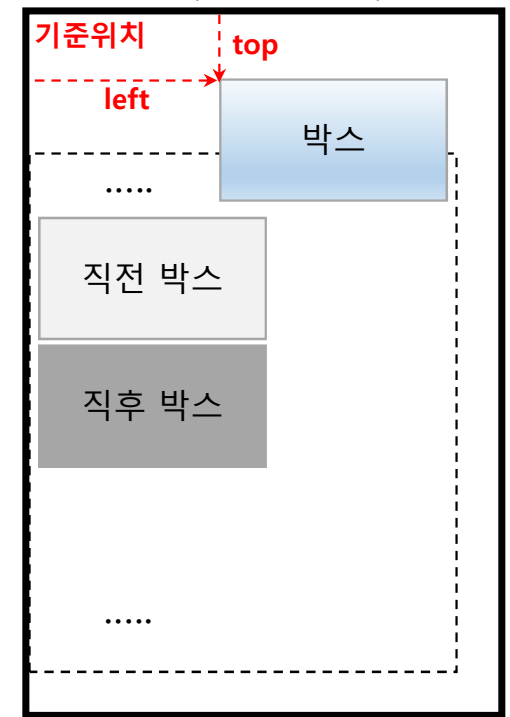 기준위치
top
left
박스
.....
직전 박스
직후 박스
.....